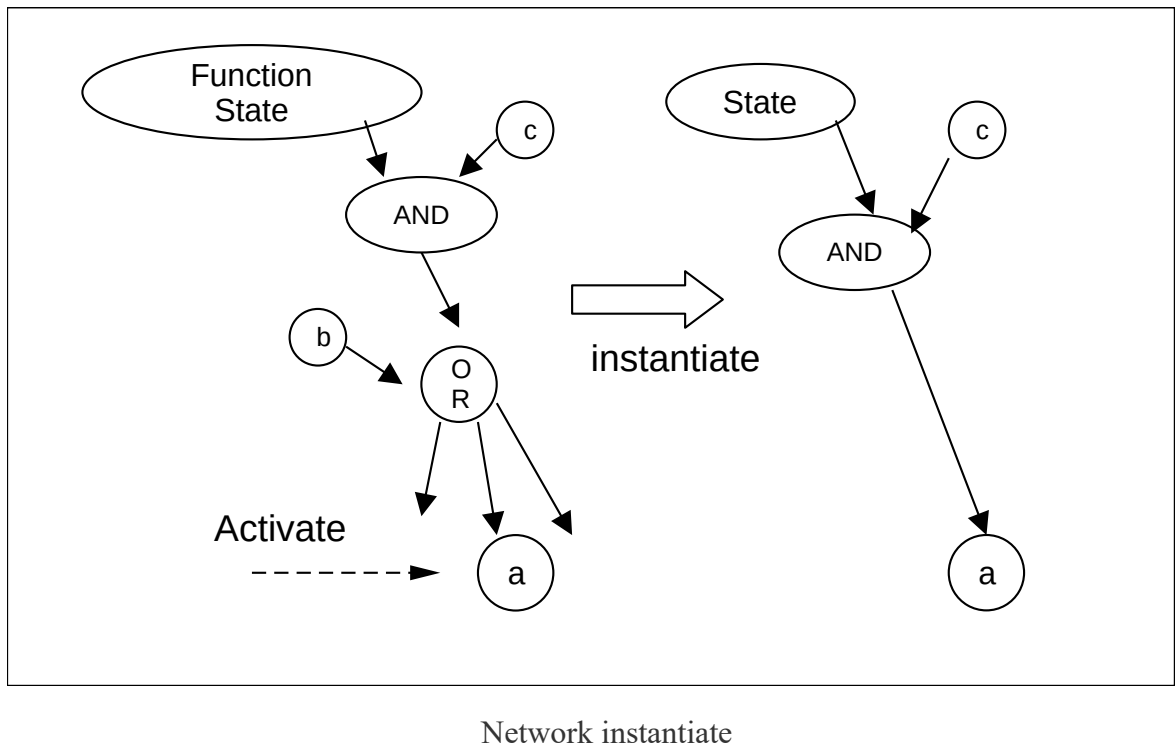 Function
State
c
AND
b
O
R
Activate
a
instantiate
State
c
AND
a
Network instantiate